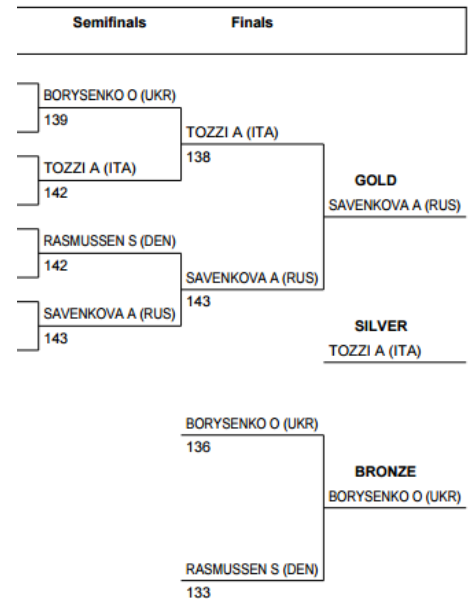 Semifinals Finals
BORYSENKO O (UKR)
139
TOZZI A (ITA)
138
TOZZI A (ITA)
142
GOLD
SAVENKOVA A (RUS)
RASMUSSEN S (DEN)
142
SAVENKOVA A (RUS)
143
SAVENKOVA A (RUS)
143
SILVER
TOZZI A (ITA)
BORYSENKO O (UKR)
136
BRONZE
BORYSENKO O (UKR)
RASMUSSEN S (DEN)
133